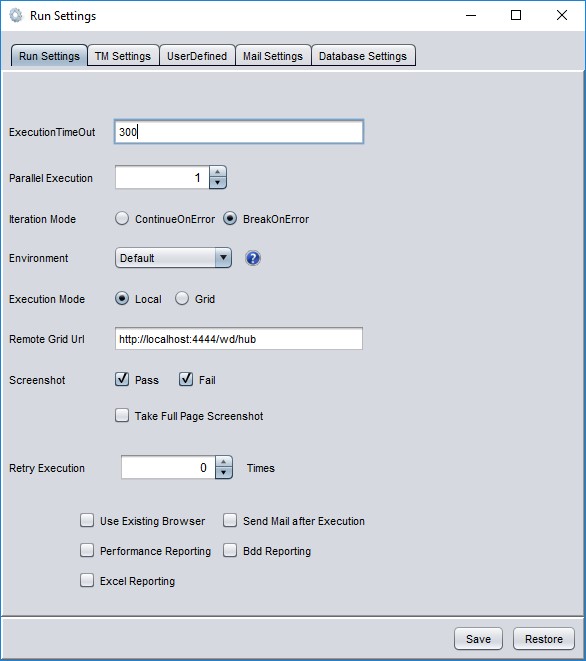 Run Settings
Run Settings TM Settings UserDefined Mail Settings Database Settings
ExecutionTimeOut 300
Parallel Execution 1
Iteration Mode ContinueOnError BreakOnError
Environment Default ?
Execution Mode Local Grid
Remote Grid Url http://localhost:4444/wd/hub
Screenshot Pass Fail
Take Full Page Screenshot
Retry Execution 0 Times
Use Existing Browser Send Mail after Execution
Performance Reporting Bdd Reporting
Excel Reporting
Save Restore